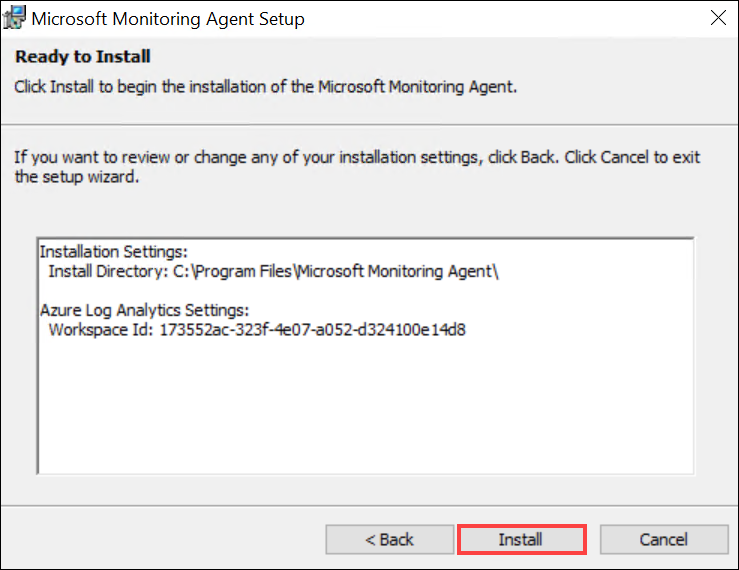 Microsoft Monitoring Agent Setup
Ready to Install
Click Install to begin the installation of the Microsoft Monitoring Agent.
If you want to review or change any of your installation settings, click Back. Click Cancel to exit
the setup wizard.
Installation Settings:
Install Directory: C:\Program Files\Microsoft Monitoring Agent\
Azure Log Analytics Settings:
Workspace Id: 173552ac-323f-4e07-a052-d324100e14d8
< Back
Install
Cancel